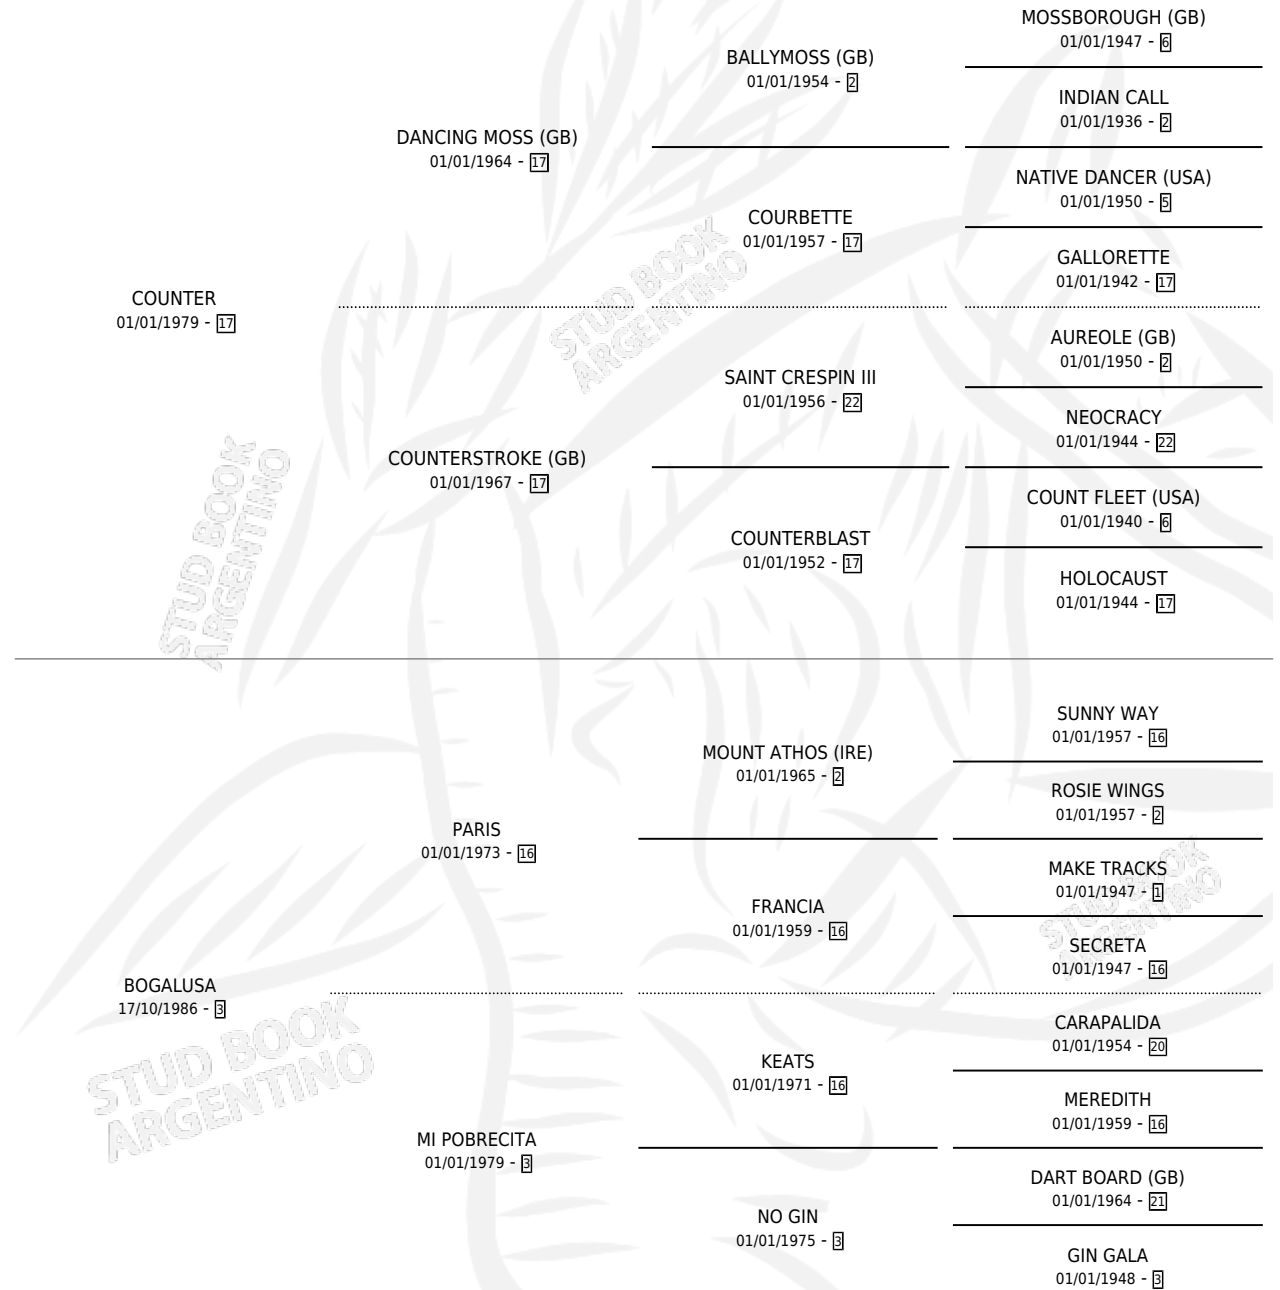 MOSSBOROUGH (GB)
01/01/1947 - 6
BALLYMOSS (GB)
01/01/1954 - 2
INDIAN CALL
01/01/1936 - 2
DANCING MOSS (GB)
01/01/1964 - 17
NATIVE DANCER (USA)
01/01/1950 - 5
COURBETTE
01/01/1957 - 17
GALLORETTE
01/01/1942 - 17
COUNTER
01/01/1979 - 17
AUREOLE (GB)
01/01/1950 - 2
SAINT CRESPIN III
01/01/1956 - 22
NEOCRACY
01/01/1944 - 22
COUNTERSTROKE (GB)
01/01/1967 - 17
COUNT FLEET (USA)
01/01/1940 - 6
COUNTERBLAST
01/01/1952 - 17
HOLOCAUST
01/01/1944 - 17
SUNNY WAY
01/01/1957 - 16
MOUNT ATHOS (IRE)
01/01/1965 - 2
ROSIE WINGS
01/01/1957 - 2
PARIS
01/01/1973 - 16
MAKE TRACKS
01/01/1947 - 1
FRANCIA
01/01/1959 - 16
SECRETA
01/01/1947 - 16
BOGALUSA
17/10/1986 - 3
CARAPALIDA
01/01/1954 - 20
KEATS
01/01/1971 - 16
MEREDITH
01/01/1959 - 16
MI POBRECITA
01/01/1979 - 3
DART BOARD (GB)
01/01/1964 - 21
NO GIN
01/01/1975 - 3
GIN GALA
01/01/1948 - 3
STUD BOOK
ARGENTINO
STUD BOOK
ARGENTINO
STUD BOOK
ARGENTINO
STUD BOOK
ARGENTINO